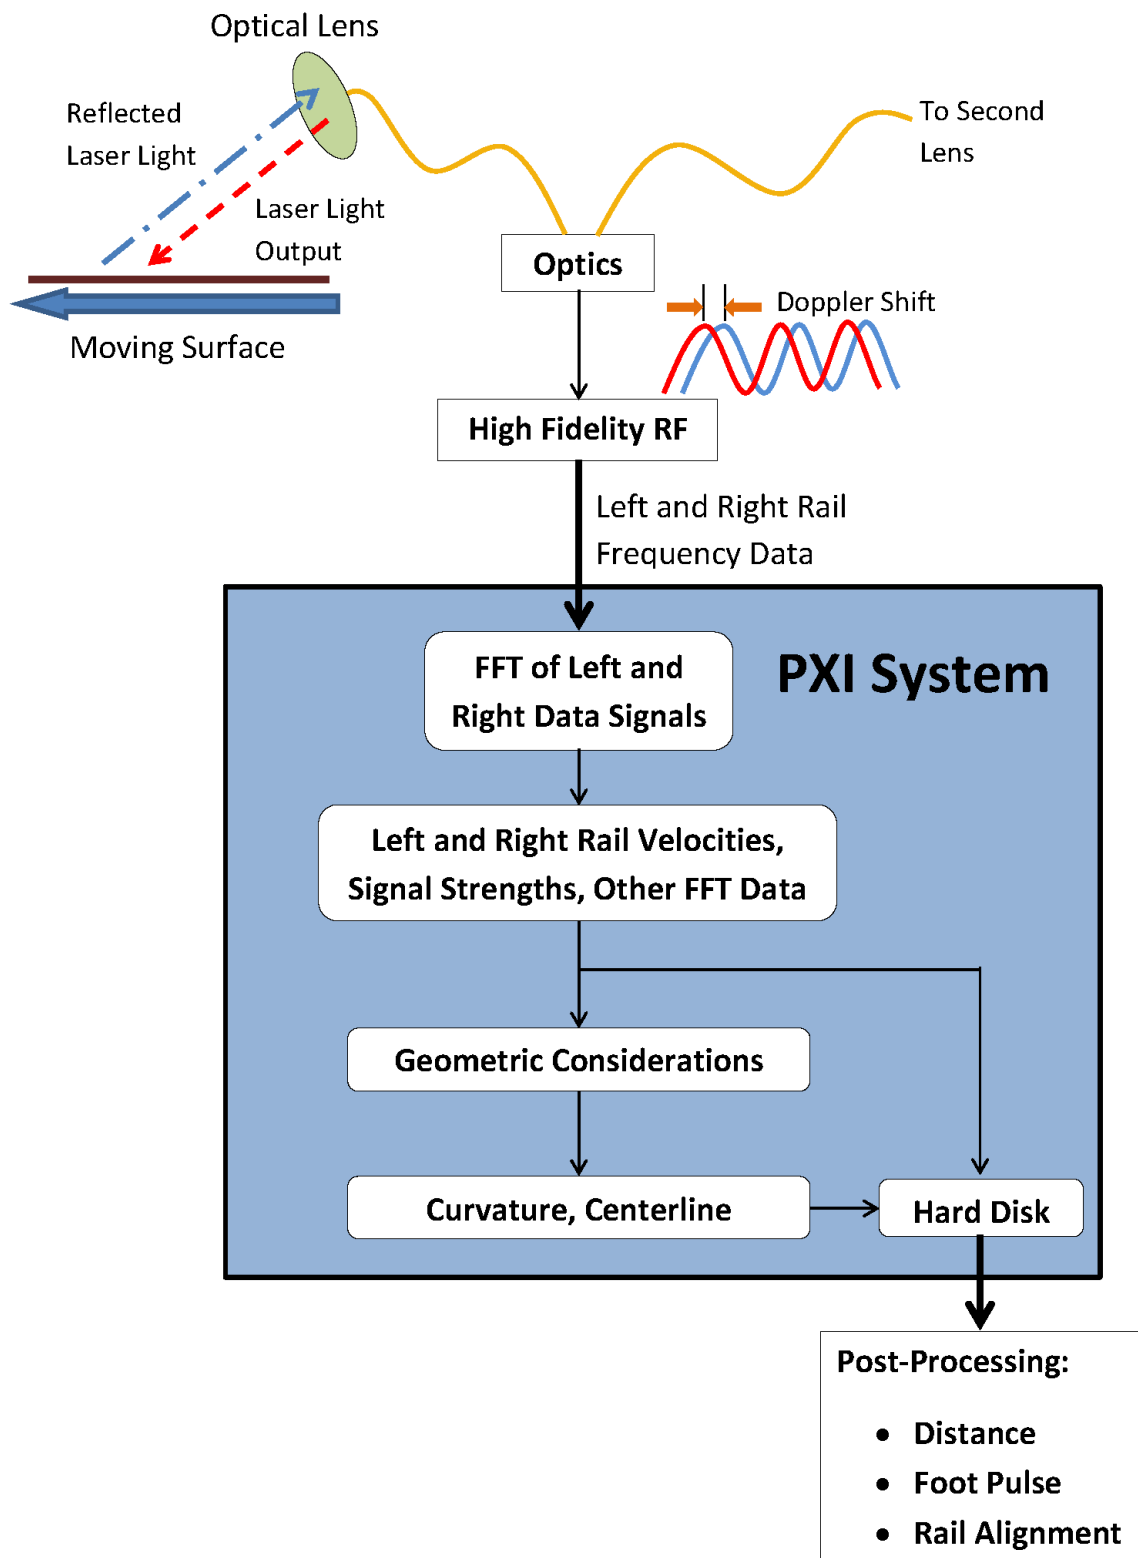 Optical Lens
Reflected
Laser Light
To Second
Lens
Laser Light
Output
Optics
Moving Surface
Doppler Shift
High Fidelity RF
Left and Right Rail
Frequency Data
PXI System
FFT of Left and
Right Data Signals
Left and Right Rail Velocities,
Signal Strengths, Other FFT Data
Geometric Considerations
Curvature, Centerline
Hard Disk
Post-Processing:
• Distance
• Foot Pulse
• Rail Alignment